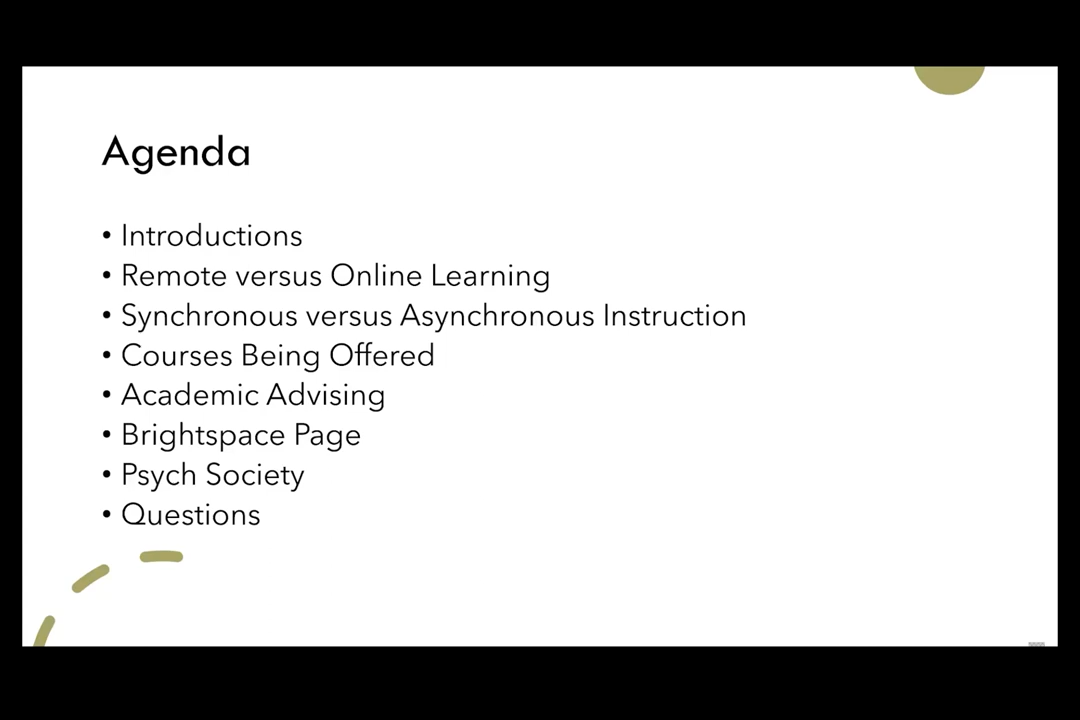 Agenda
• Introductions
• Remote versus Online Learning
• Synchronous versus Asynchronous Instruction
• Courses Being Offered
• Academic Advising
• Brightspace Page
• Psych Society
• Questions